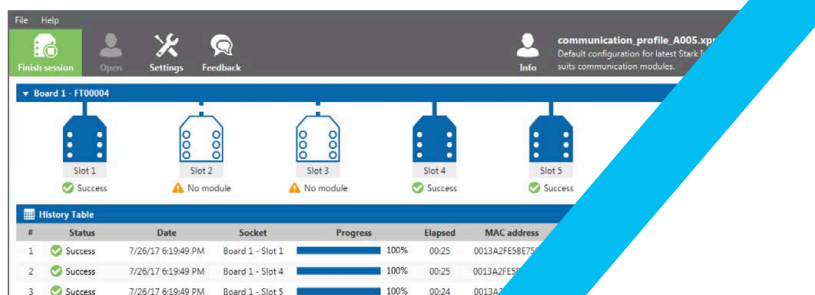 File Help
Finish session Open Settings Feedback Info
communication_profile_A005.xpr
Default configuration for latest Stark
suits communication modules.
Board 1 - FT00004
Slot 1 Slot 2 Slot 3 Slot 4 Slot 5
Success No module No module Success Success
History Table
# Status Date Socket Progress Elapsed MAC address
1 Success 7/26/17 6:19:49 PM Board 1 - Slot 1 100% 00:25 0013A2FE58E75
2 Success 7/26/17 6:19:49 PM Board 1 - Slot 4 100% 00:25 0013A2FE5
3 Success 7/26/17 6:19:49 PM Board 1 - Slot 5 100% 00:24 0013A2